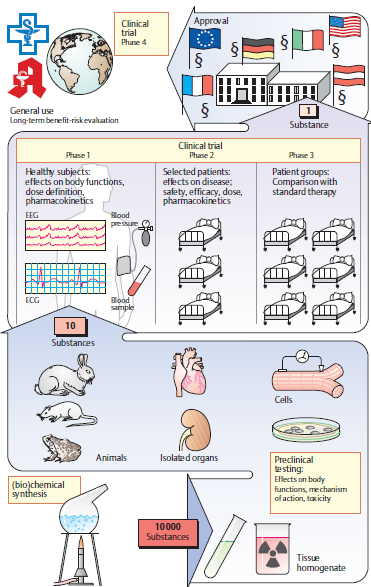 Clinical
trial
Phase 4
Approval
§
§
§
§
§
General use
Long-term benefit-risk evaluation
1
Substance
Clinical trial
Phase 1
Phase 2
Phase 3
Healthy subjects:
effects on body functions,
dose definition,
pharmacokinetics
Selected patients:
effects on disease;
safety, efficacy, dose,
pharmacokinetics
Patient groups:
Comparison with
standard therapy
EEG
Blood
pressure
ECG
Blood
sample
10
Substances
Cells
Animals
Isolated organs
Preclinical
testing:
Effects on body
functions, mechanism
of action, toxicity
(bio)chemical
synthesis
10000
Substances
Tissue
homogenate